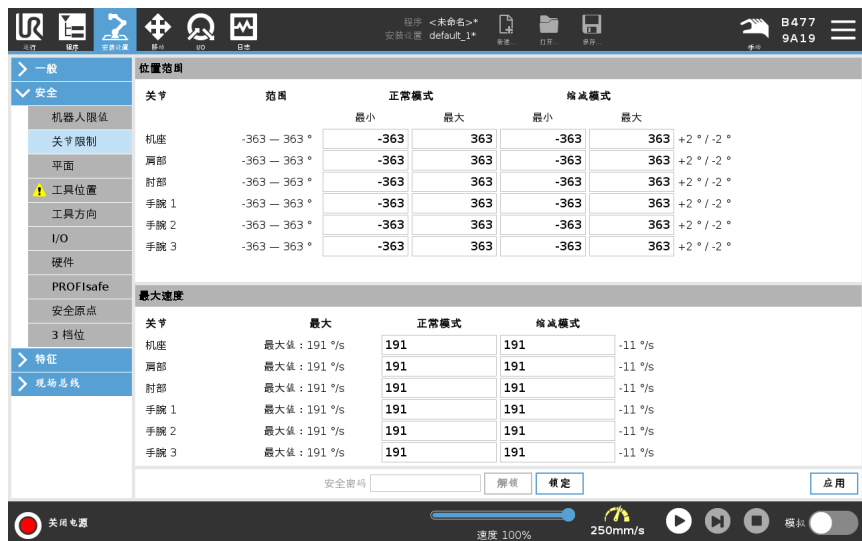 UR
运行
程序
安装设置
移动
I/O
日志
程序 <未命名>*
安装设置 default_1*
新建...
打开...
保存...
手动
B477
9A19
一般
安全
机器人限值
关节限制
平面
工具位置
工具方向
I/O
硬件
PROFIsafe
安全原点
3 档位
特征
现场总线
位置范围
关节 范围 正常模式 缩减模式
最小 最大 最小 最大
机座 -363 — 363 ° -363 363 -363 363 +2 ° / -2 °
肩部 -363 — 363 ° -363 363 -363 363 +2 ° / -2 °
肘部 -363 — 363 ° -363 363 -363 363 +2 ° / -2 °
手腕 1 -363 — 363 ° -363 363 -363 363 +2 ° / -2 °
手腕 2 -363 — 363 ° -363 363 -363 363 +2 ° / -2 °
手腕 3 -363 — 363 ° -363 363 -363 363 +2 ° / -2 °
最大速度
关节 最大 正常模式 缩减模式
机座 最大值：191 °/s 191 191 -11 °/s
肩部 最大值：191 °/s 191 191 -11 °/s
肘部 最大值：191 °/s 191 191 -11 °/s
手腕 1 最大值：191 °/s 191 191 -11 °/s
手腕 2 最大值：191 °/s 191 191 -11 °/s
手腕 3 最大值：191 °/s 191 191 -11 °/s
安全密码 解锁 锁定 应用
关闭电源
速度 100%
250mm/s
模拟